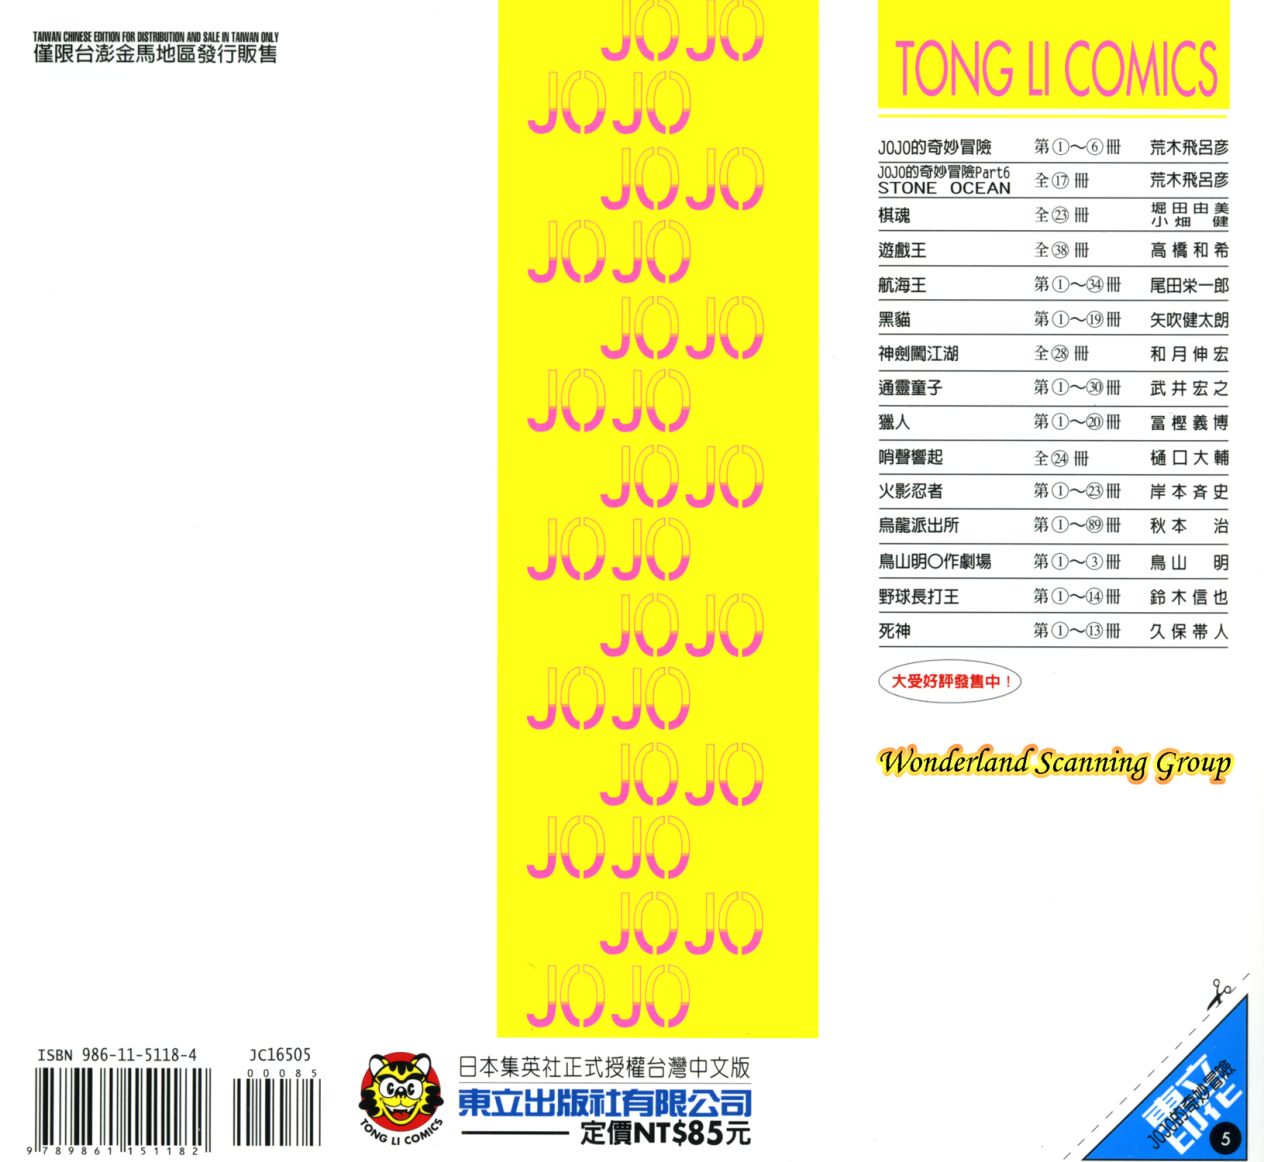 TAIWAN CHINESE EDITION FOR DISTRIBUTION AND SALE IN TAIWAN ONLY
僅限台澎金馬地區發行販售
JOJO
JOJO
JOJO
JOJO
JOJO
JOJO
JOJO
JOJO
JOJO
JOJO
JOJO
JOJO
JOJO
JOJO
TONG LI COMICS
JOJO的奇妙冒險 第①～⑥冊 荒木飛呂彥
JOJO的奇妙冒險Part6
STONE OCEAN 全⑰冊 荒木飛呂彥
棋魂 全㉓冊 堀田由美
小畑健
遊戲王 全㊳冊 高橋和希
航海王 第①～㉞冊 尾田栄一郎
黑貓 第①～⑲冊 矢吹健太朗
神劍闖江湖 全㉘冊 和月伸宏
通靈童子 第①～㉚冊 武井宏之
獵人 第①～⑳冊 冨樫義博
哨聲響起 全㉔冊 樋口大輔
火影忍者 第①～㉓冊 岸本斉史
烏龍派出所 第①～89冊 秋本治
鳥山明〇作劇場 第①～③冊 鳥山明
野球長打王 第①～⑭冊 鈴木信也
死神 第①～⑬冊 久保帯人
大受好評發售中！
Wonderland Scanning Group
ISBN 986-11-5118-4
9 789861 151182
JC16505
00085
TONG LI COMICS
日本集英社正式授權台灣中文版
東立出版社有限公司
定價NT$85元
東立
印花
JOJO的奇妙冒險
5